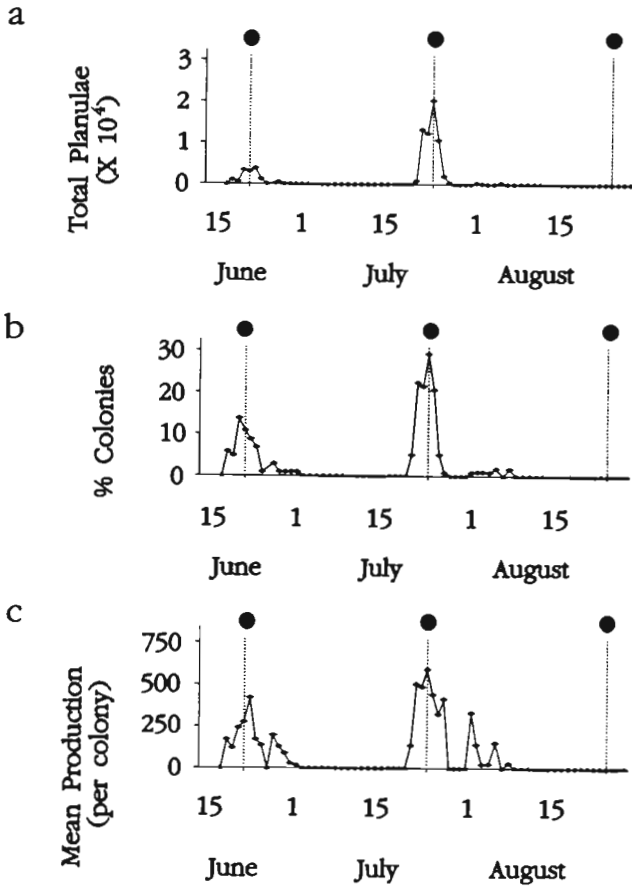 a
Total Planulae
(X 10⁴)
3
2
1
0
15 1 15 1 15
June July August
b
% Colonies
30
20
10
0
15 1 15 1 15
June July August
c
Mean Production
(per colony)
750
500
250
0
15 1 15 1 15
June July August